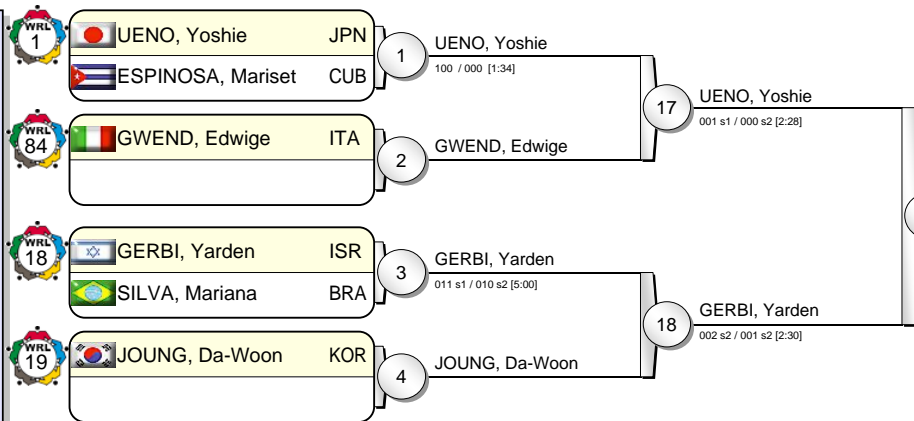 WRL
1
UENO, Yoshie JPN
ESPINOSA, Mariset CUB
1
UENO, Yoshie
100 / 000 [1:34]
WRL
84
GWEND, Edwige ITA
2
GWEND, Edwige
17
UENO, Yoshie
001 s1 / 000 s2 [2:28]
WRL
18
GERBI, Yarden ISR
SILVA, Mariana BRA
3
GERBI, Yarden
011 s1 / 010 s2 [5:00]
WRL
19
JOUNG, Da-Woon KOR
4
JOUNG, Da-Woon
18
GERBI, Yarden
002 s2 / 001 s2 [2:30]